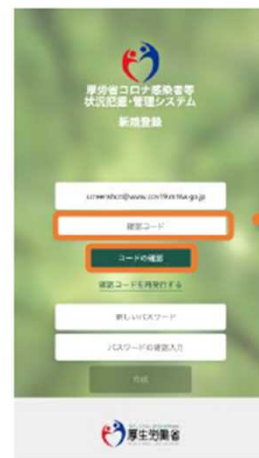 厚労省コロナ感染者等
状況把握・管理システム
新規登録
確認コード
コードの確認
確認コードを再発行する
新しいパスワード
パスワードの確認入力
作成
厚生労働省